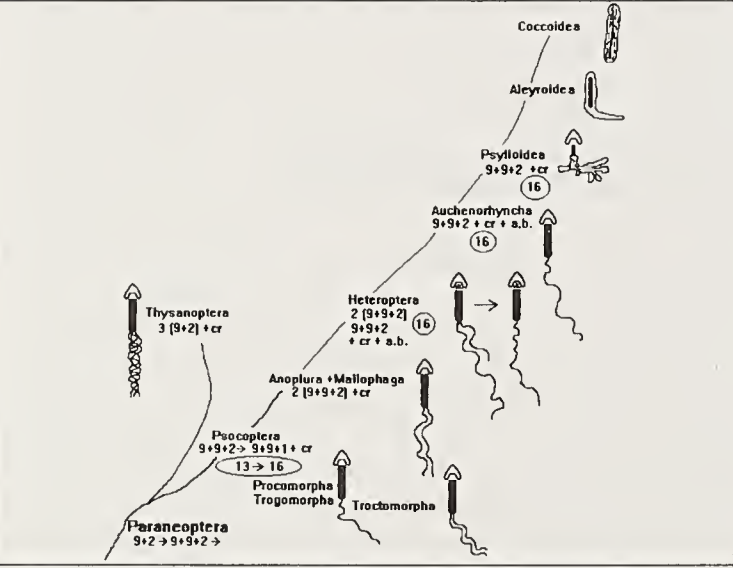 Coccoidea
Aleyroidea
Psylloidea
9+9+2 +cr
16
Auchenorhyncha
9+9+2 + cr + a.b.
16
Heteroptera
2 (9+9+2)
9+9+2
+ cr + a.b.
16
Thysanoptera
3 (9+2) +cr
Anoplura +Mallophaga
2 (9+9+2) +cr
Psocoptera
9+9+2→ 9+9+1+ cr
13 → 16
Procomorpha
Trogomorpha
Troctomorpha
Paraneoptera
9+2 → 9+9+2 →